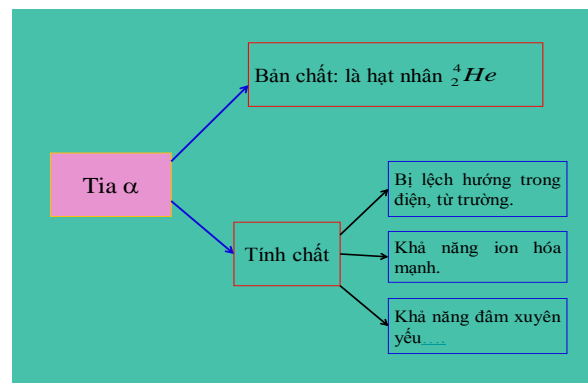 Bản chất: là hạt nhân ⁴₂He
Tia α
Tính chất
Bị lệch hướng trong
điện, từ trường.
Khả năng ion hóa
mạnh.
Khả năng đâm xuyên
yếu....